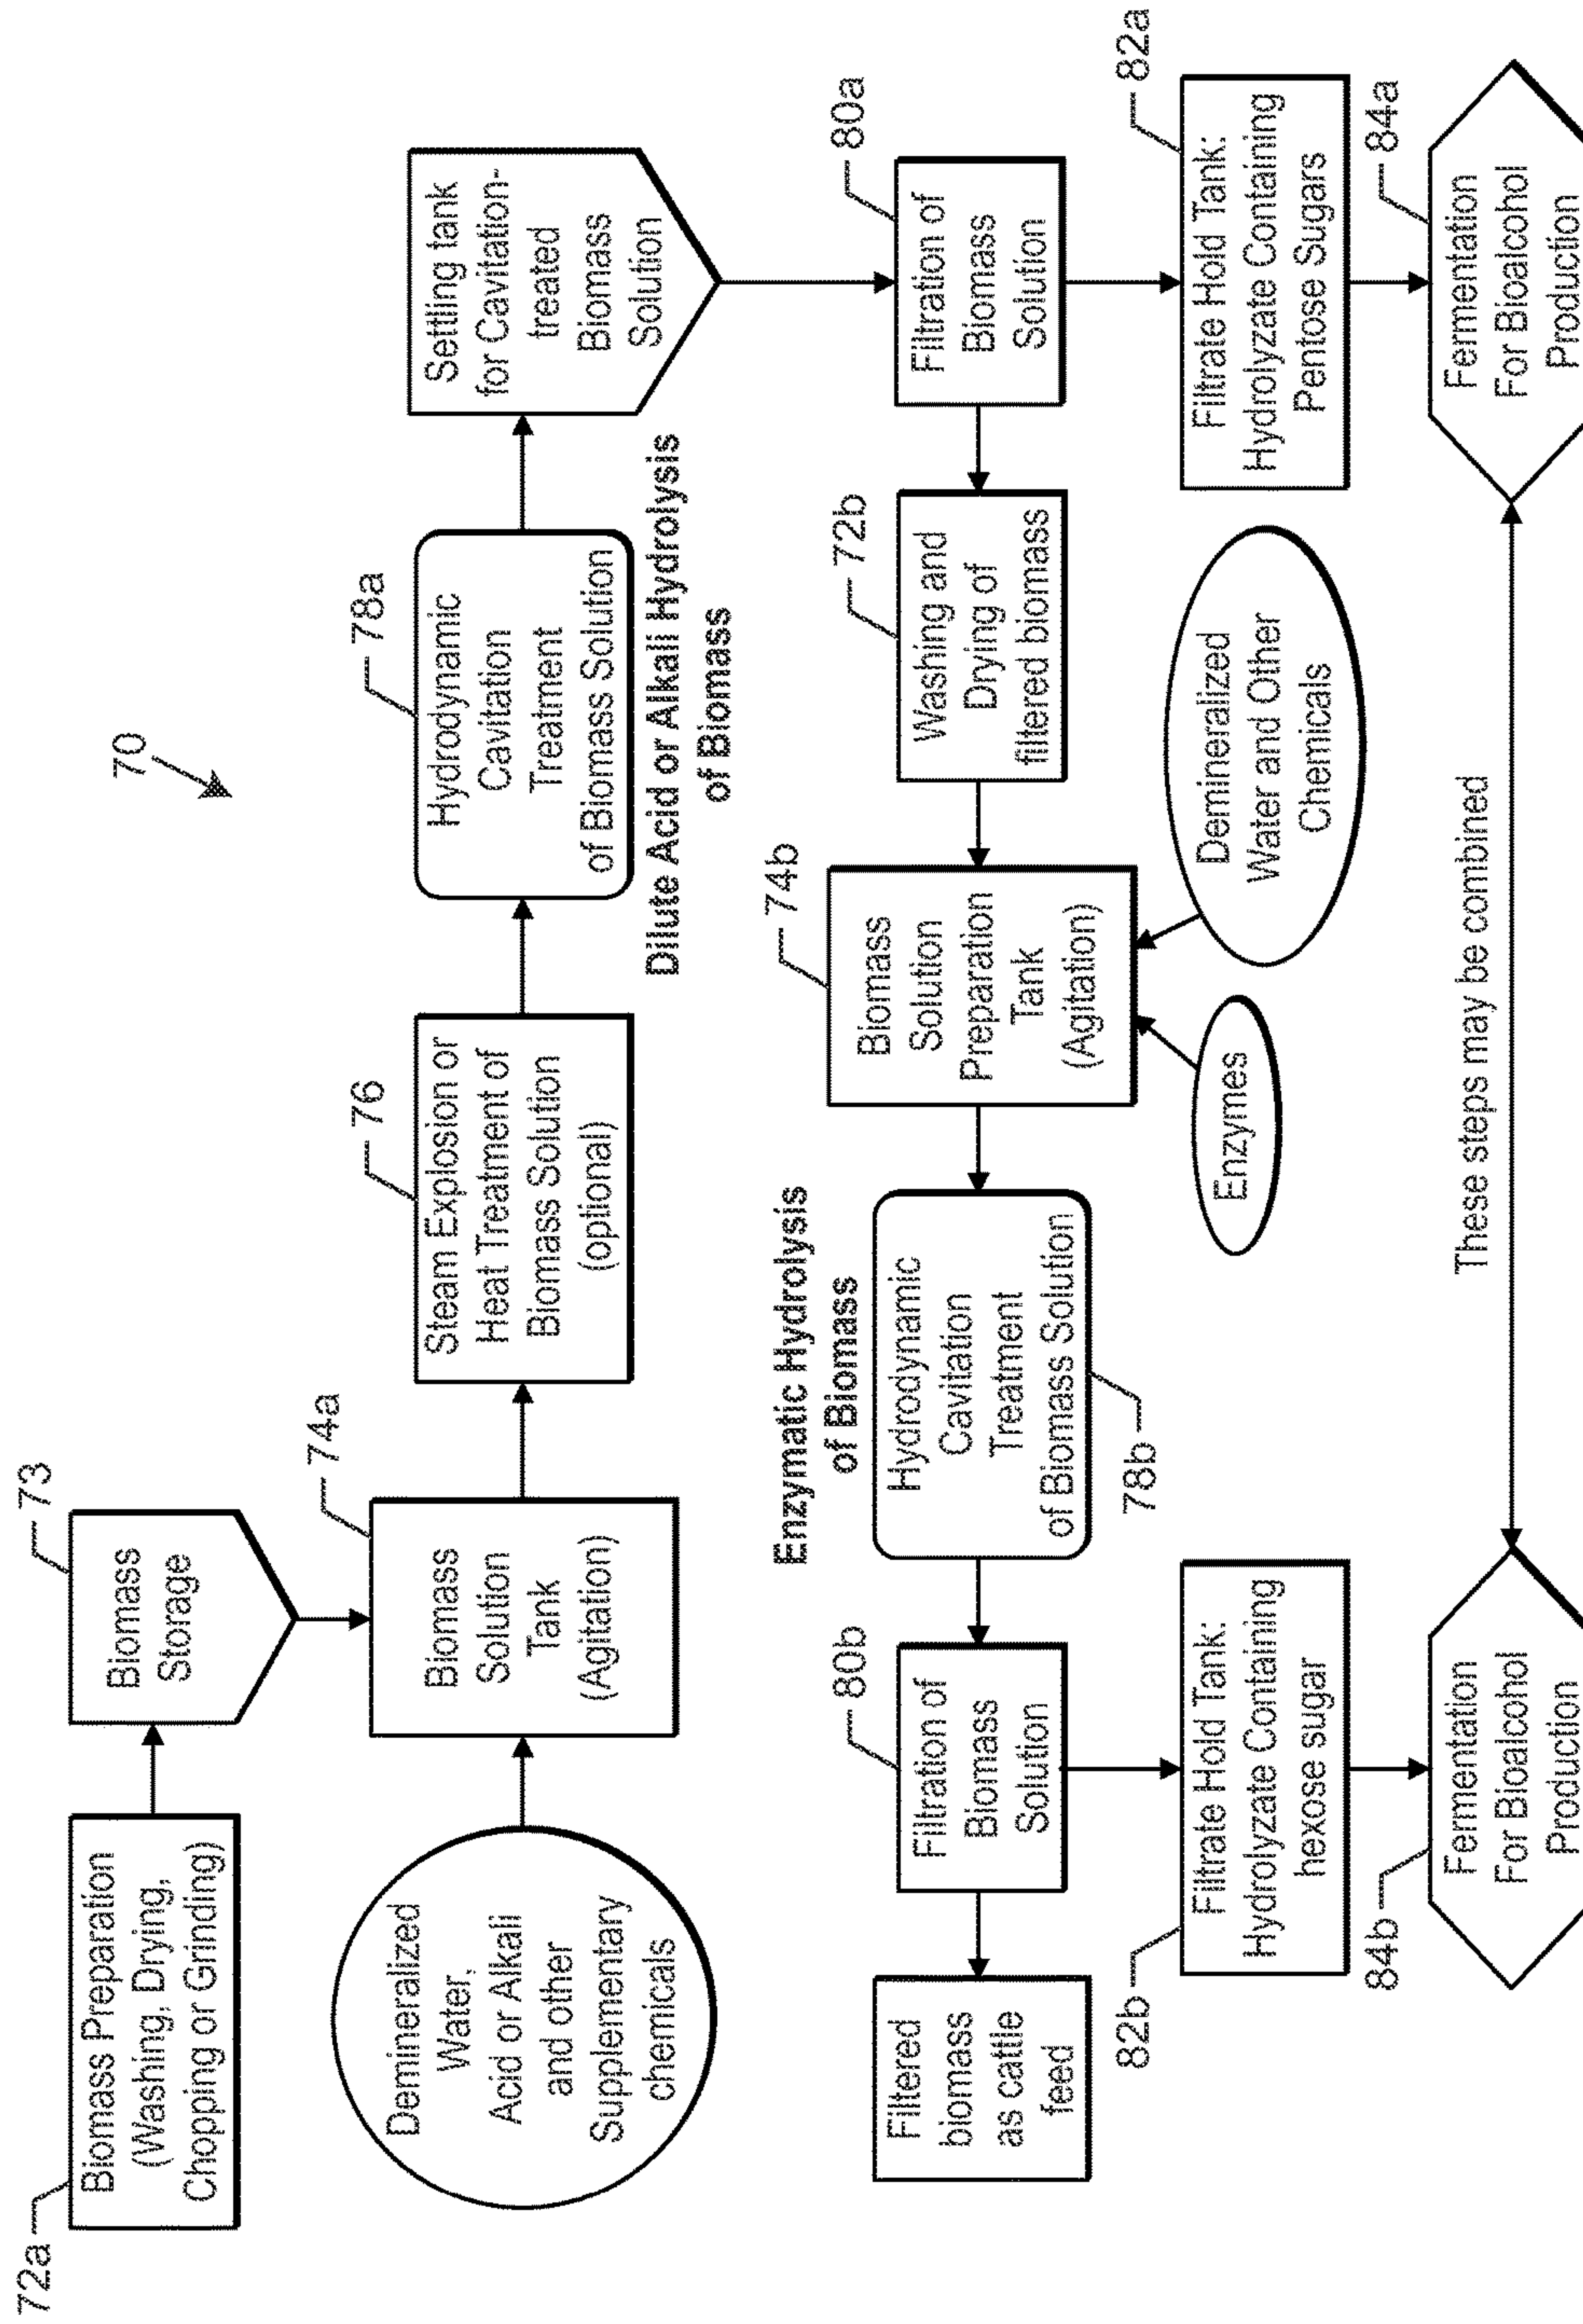 70
72a
Biomass Preparation
(Washing, Drying,
Chopping or Grinding)
73
Biomass
Storage
Demineralized
Water,
Acid or Alkali
and other
Supplementary
chemicals
74a
Biomass
Solution
Tank
(Agitation)
76
Steam Explosion or
Heat Treatment of
Biomass Solution
(optional)
78a
Hydrodynamic
Cavitation
Treatment
of Biomass Solution
Dilute Acid or Alkali Hydrolysis
of Biomass
Settling tank
for Cavitation-
treated
Biomass
Solution
80a
Filtration of
Biomass
Solution
72b
Washing and
Drying of
filtered biomass
74b
Biomass
Solution
Preparation
Tank
(Agitation)
Demineralized
Water and Other
Chemicals
Enzymes
Enzymatic Hydrolysis
of Biomass
Hydrodynamic
Cavitation
Treatment
of Biomass Solution
78b
80b
Filtration of
Biomass
Solution
Filtered
biomass
as cattle
feed
82b
Filtrate Hold Tank:
Hydrolyzate Containing
hexose sugar
82a
Filtrate Hold Tank:
Hydrolyzate Containing
Pentose Sugars
84b
Fermentation
For Bioalcohol
Production
These steps may be combined
84a
Fermentation
For Bioalcohol
Production